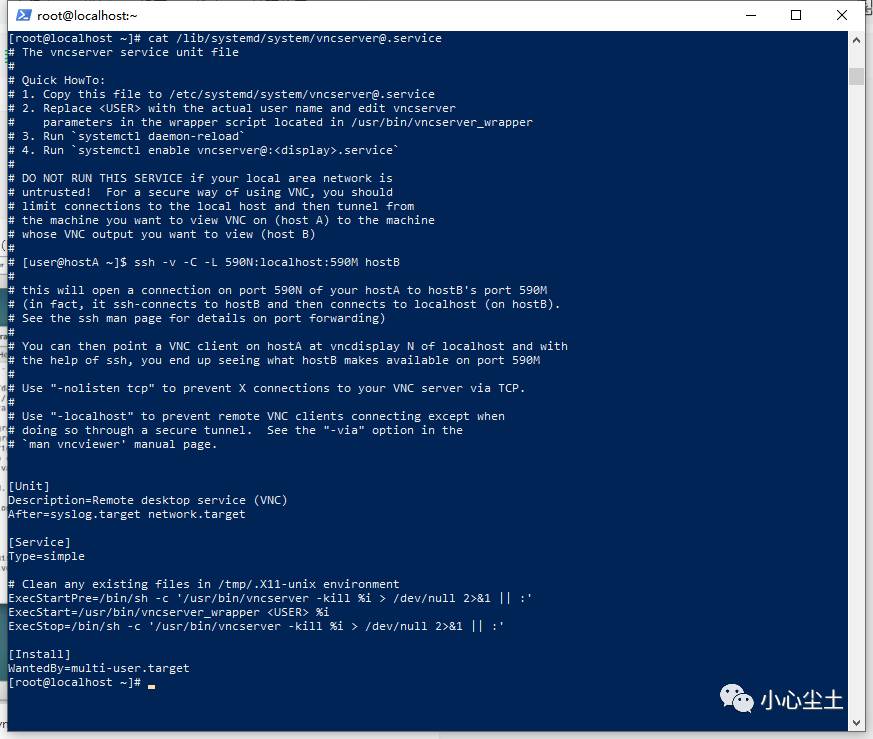 root@localhost:~
[root@localhost ~]# cat /lib/systemd/system/vncserver@.service
# The vncserver service unit file
#
# Quick HowTo:
# 1. Copy this file to /etc/systemd/system/vncserver@.service
# 2. Replace <USER> with the actual user name and edit vncserver
#    parameters in the wrapper script located in /usr/bin/vncserver_wrapper
# 3. Run `systemctl daemon-reload`
# 4. Run `systemctl enable vncserver@:<display>.service`
#
# DO NOT RUN THIS SERVICE if your local area network is
# untrusted!  For a secure way of using VNC, you should
# limit connections to the local host and then tunnel from
# the machine you want to view VNC on (host A) to the machine
# whose VNC output you want to view (host B)
#
# [user@hostA ~]$ ssh -v -C -L 590N:localhost:590M hostB
#
# this will open a connection on port 590N of your hostA to hostB's port 590M
# (in fact, it ssh-connects to hostB and then connects to localhost (on hostB).
# See the ssh man page for details on port forwarding)
#
# You can then point a VNC client on hostA at vncdisplay N of localhost and with
# the help of ssh, you end up seeing what hostB makes available on port 590M
#
# Use "-nolisten tcp" to prevent X connections to your VNC server via TCP.
#
# Use "-localhost" to prevent remote VNC clients connecting except when
# doing so through a secure tunnel.  See the "-via" option in the
# `man vncviewer' manual page.
[Unit]
Description=Remote desktop service (VNC)
After=syslog.target network.target
[Service]
Type=simple
# Clean any existing files in /tmp/.X11-unix environment
ExecStartPre=/bin/sh -c '/usr/bin/vncserver -kill %i > /dev/null 2>&1 || :'
ExecStart=/usr/bin/vncserver_wrapper <USER> %i
ExecStop=/bin/sh -c '/usr/bin/vncserver -kill %i > /dev/null 2>&1 || :'
[Install]
WantedBy=multi-user.target
[root@localhost ~]#
小心尘土